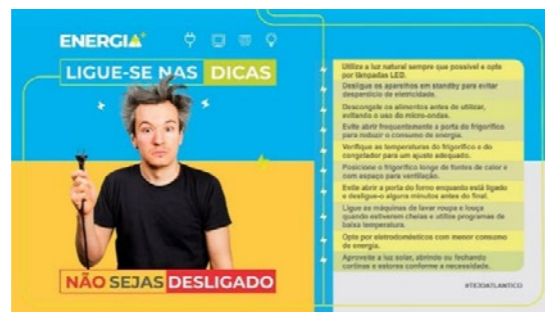 ENERGIA+
LIGUE-SE NAS DICAS
NÃO SEJAS DESLIGADO
Utilize a luz natural sempre que possível e opte
por lâmpadas LED.
Desligue os aparelhos em standby para evitar
desperdício de eletricidade.
Descongele os alimentos antes de utilizar,
evitando o uso do micro-ondas.
Evite abrir frequentemente a porta do frigorífico
para reduzir o consumo de energia.
Verifique as temperaturas do frigorífico e do
congelador para um ajuste adequado.
Posicione o frigorífico longe de fontes de calor e
com espaço para ventilação.
Evite abrir a porta do forno enquanto está ligado
e desligue-o alguns minutos antes do final.
Ligue as máquinas de lavar roupa e louça
quando estiverem cheias e utilize programas de
baixa temperatura.
Opte por eletrodomésticos com menor consumo
de energia.
Aproveite a luz solar, abrindo ou fechando
cortinas e estores conforme a necessidade.
#TEJOATLANTICO